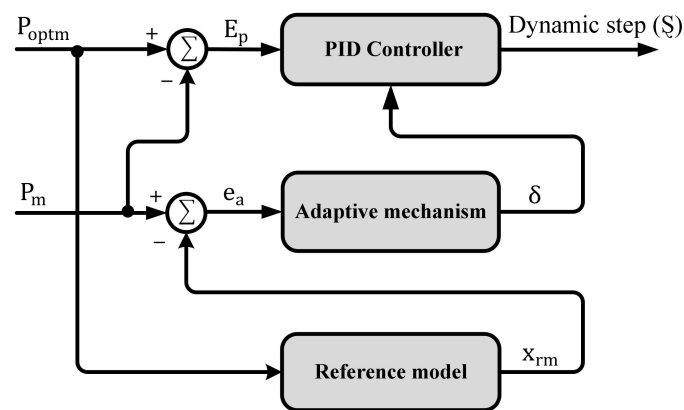 P_optm
+
Σ
E_p
PID Controller
Dynamic step (Ș)
−
P_m
+
Σ
e_a
Adaptive mechanism
δ
−
Reference model
x_rm